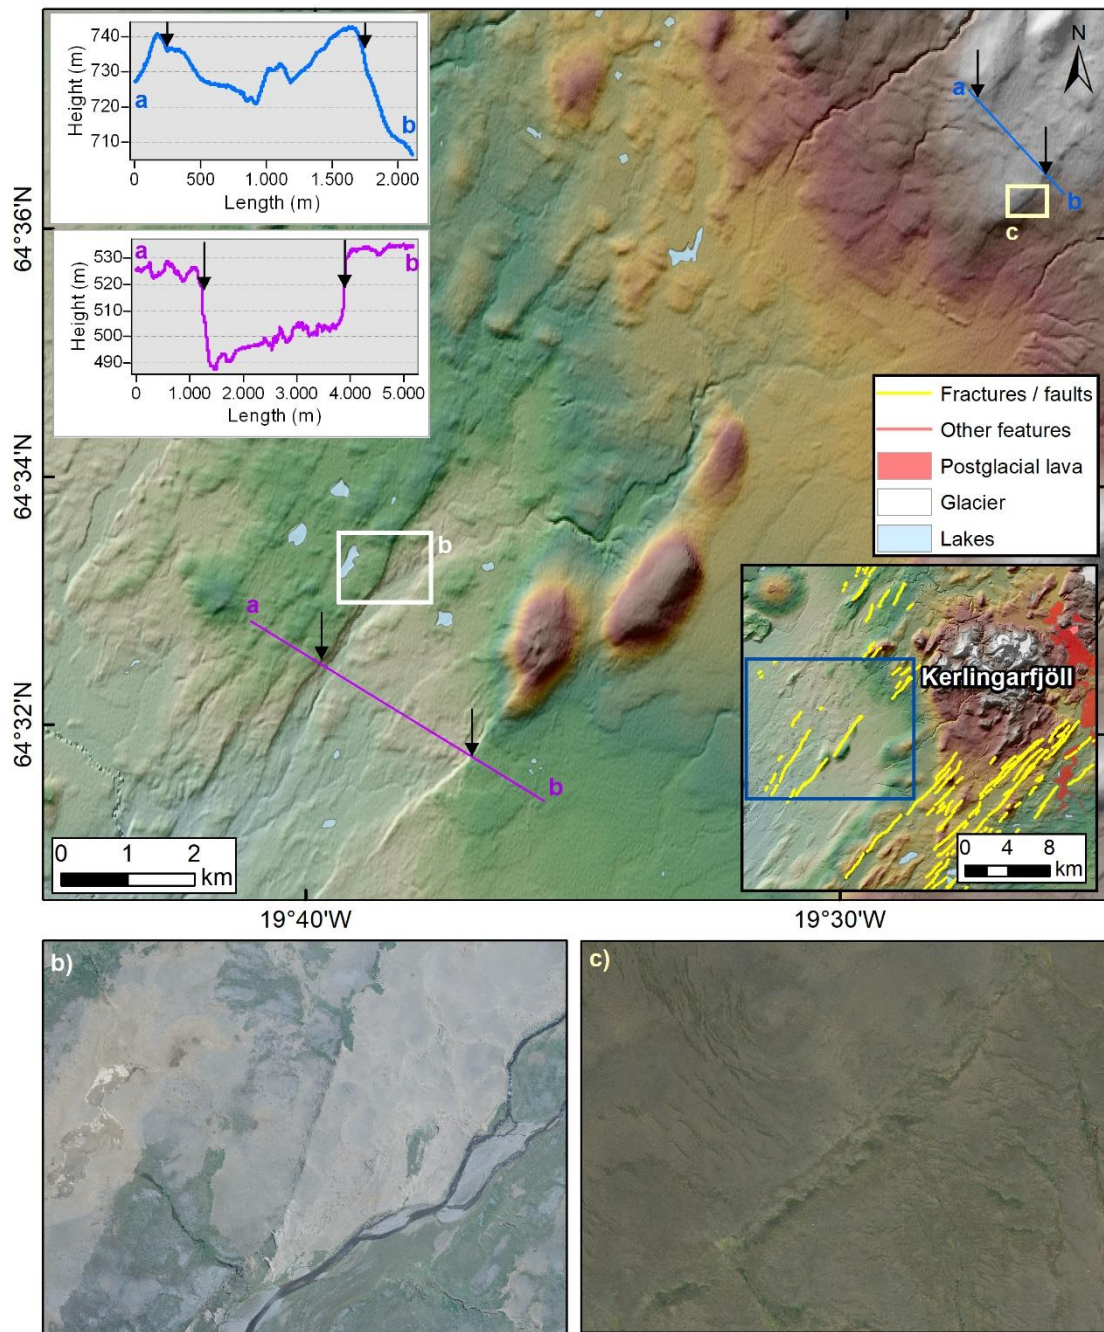 740
730
720
710
Height (m)
a
b
0
500
1.000
1.500
2.000
Length (m)
530
520
510
500
490
Height (m)
a
b
0
1.000
2.000
3.000
4.000
5.000
Length (m)
N
a
b
c
64°36'N
64°34'N
64°32'N
b
a
b
Fractures / faults
Other features
Postglacial lava
Glacier
Lakes
Kerlingarfjöll
0 4 8
km
0 1 2
km
19°40'W
19°30'W
b)
c)